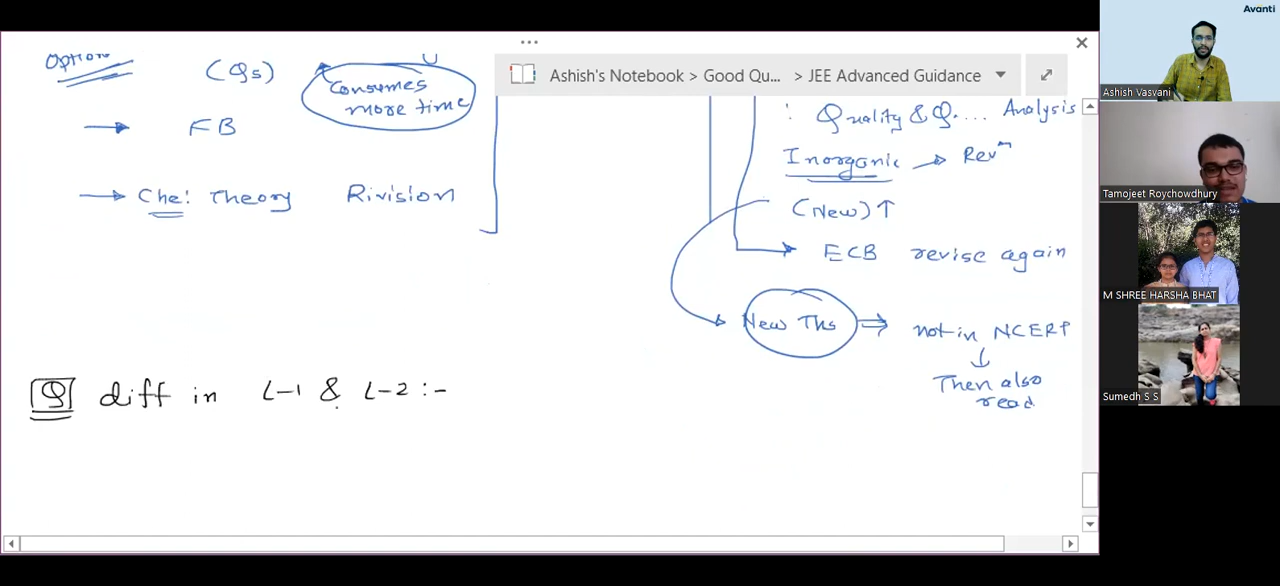 Option
(Qs)
Consumes
more time
FB
Che: Theory Rivision
Ashish's Notebook > Good Qu... > JEE Advanced Guidance
Quality & Q.... Analysis
Inorganic → Revⁿ
(New) ↑
ECB revise again
New Ths ⇒ not in NCERT
Then also
read
Q diff in L-1 & L-2 :-
Avanti
Ashish Vasvani
Tamojeet Roychowdhury
M SHREE HARSHA BHAT
Sumedh S S